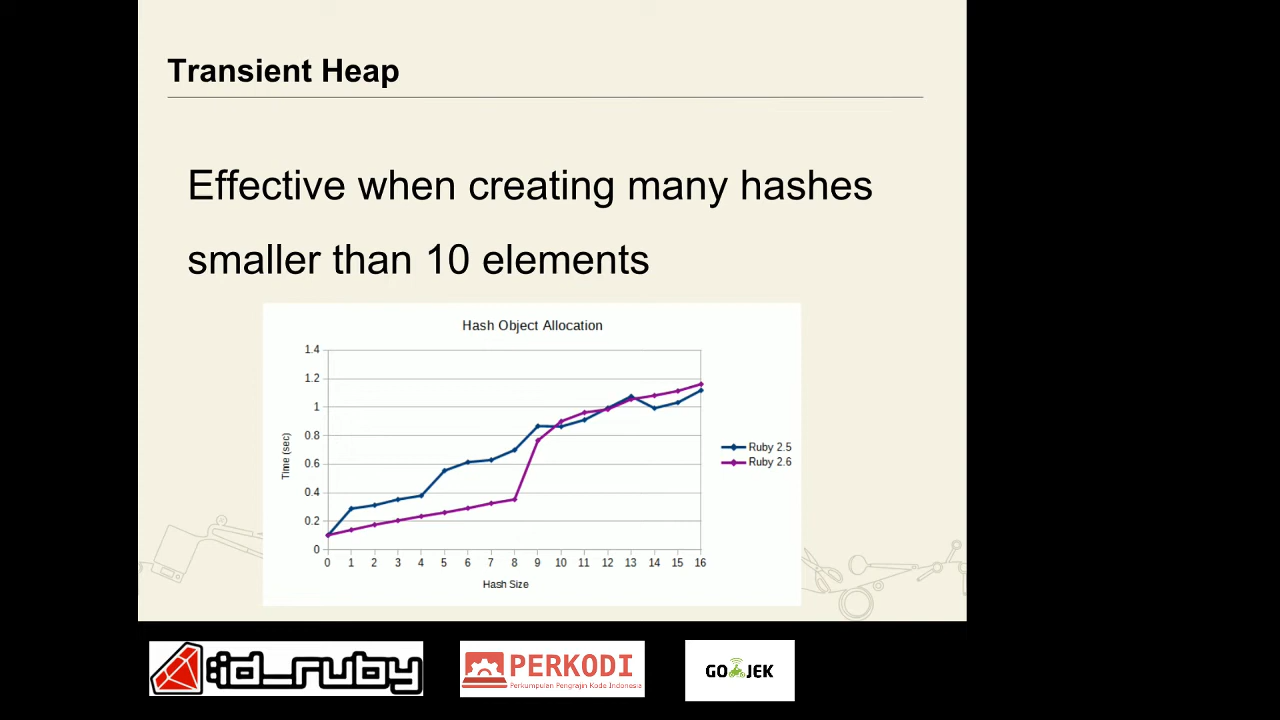 Transient Heap
Effective when creating many hashes
smaller than 10 elements
Hash Object Allocation
1.4
1.2
1
0.8
0.6
0.4
0.2
0
Time (sec)
0 1 2 3 4 5 6 7 8 9 10 11 12 13 14 15 16
Hash Size
Ruby 2.5
Ruby 2.6
:id_ruby
PERKODI
Perkumpulan Pengrajin Kode Indonesia
GO JEK